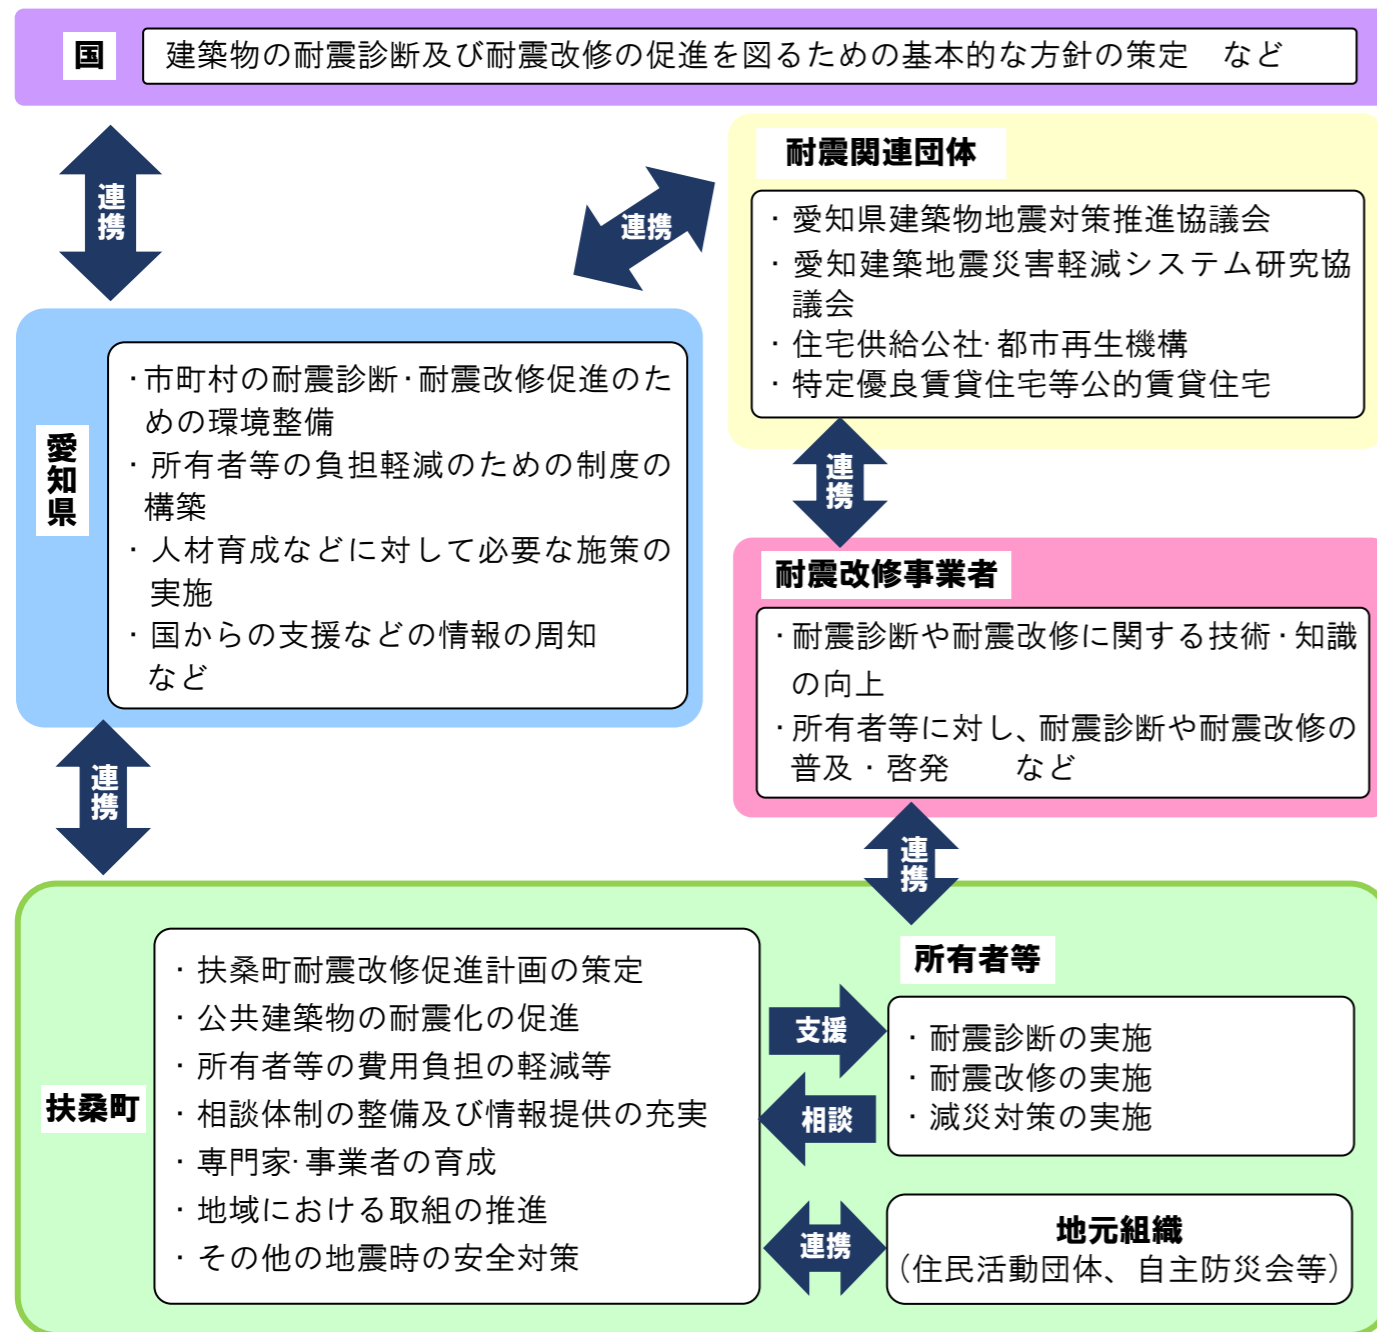 国
建築物の耐震診断及び耐震改修の促進を図るための基本的な方針の策定　など
連携
連携
耐震関連団体
・愛知県建築物地震対策推進協議会
・愛知建築地震災害軽減システム研究協
議会
・住宅供給公社・都市再生機構
・特定優良賃貸住宅等公的賃貸住宅
愛知県
・市町村の耐震診断・耐震改修促進のた
めの環境整備
・所有者等の負担軽減のための制度の
構築
・人材育成などに対して必要な施策の
実施
・国からの支援などの情報の周知
など
連携
耐震改修事業者
・耐震診断や耐震改修に関する技術・知識
の向上
・所有者等に対し、耐震診断や耐震改修の
普及・啓発　　など
連携
連携
扶桑町
・扶桑町耐震改修促進計画の策定
・公共建築物の耐震化の促進
・所有者等の費用負担の軽減等
・相談体制の整備及び情報提供の充実
・専門家・事業者の育成
・地域における取組の推進
・その他の地震時の安全対策
支援
相談
連携
所有者等
・耐震診断の実施
・耐震改修の実施
・減災対策の実施
地元組織
（住民活動団体、自主防災会等）